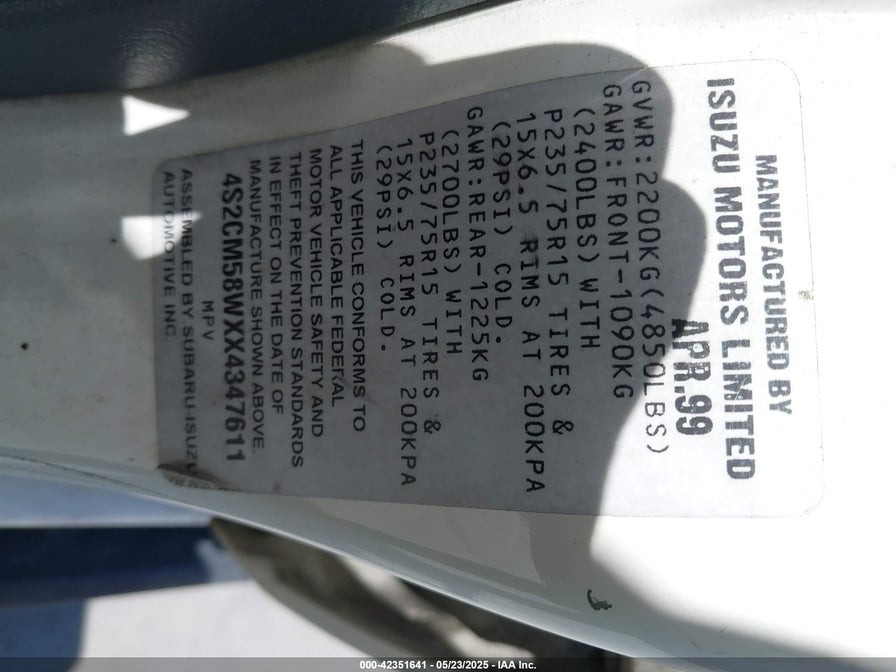 MANUFACTURED BY
ISUZU MOTORS LIMITED
APR.99
GVWR:2200KG(4850LBS)
GAWR:FRONT-1090KG
(2400LBS) WITH
P235/75R15 TIRES &
15X6.5 RIMS AT 200KPA
(29PSI) COLD.
GAWR:REAR-1225KG
(2700LBS) WITH
P235/75R15 TIRES &
15X6.5 RIMS AT 200KPA
(29PSI) COLD.
THIS VEHICLE CONFORMS TO
ALL APPLICABLE FEDERAL
MOTOR VEHICLE SAFETY AND
THEFT PREVENTION STANDARDS
IN EFFECT ON THE DATE OF
MANUFACTURE SHOWN ABOVE.
4S2CM58WXX4347611
MPV
ASSEMBLED BY SUBARU-ISUZU
AUTOMOTIVE INC.
000-42351641 - 05/23/2025 - IAA Inc.